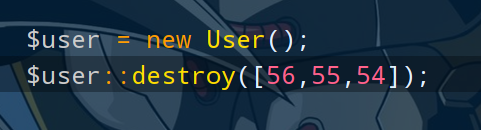 $user = new User();
$user::destroy([56,55,54]);